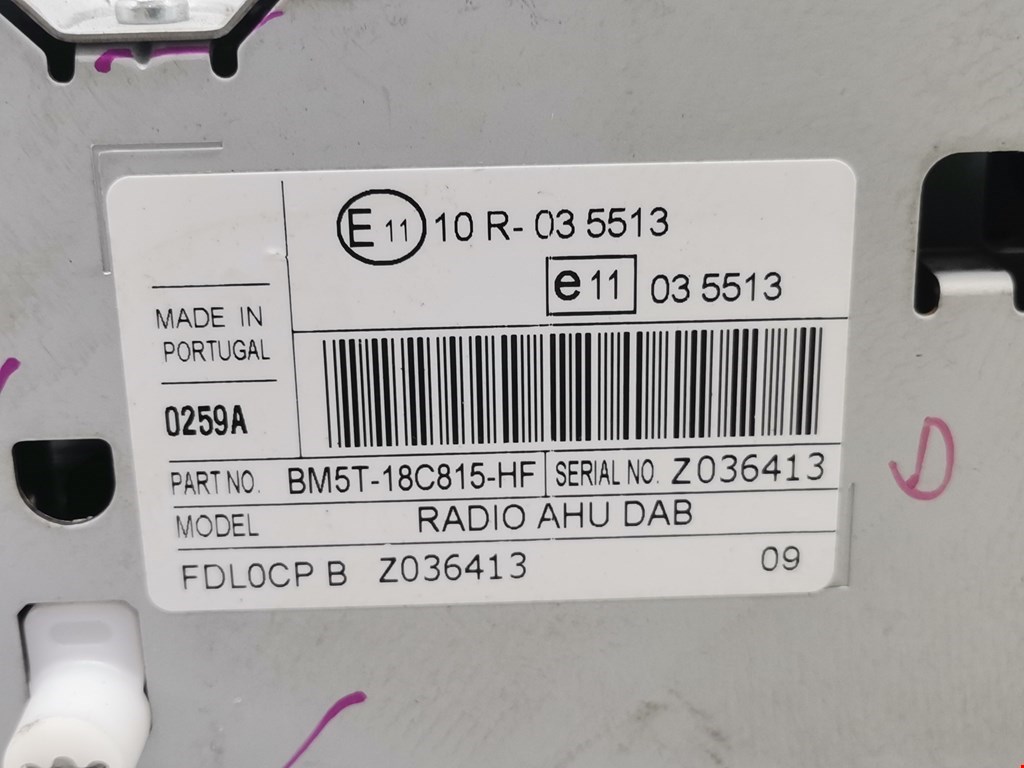 E 11 10 R- 03 5513
e 11 03 5513
MADE IN
PORTUGAL
0259A
PART NO. BM5T-18C815-HF SERIAL NO. Z036413
MODEL RADIO AHU DAB
FDL0CP B Z036413 09
D